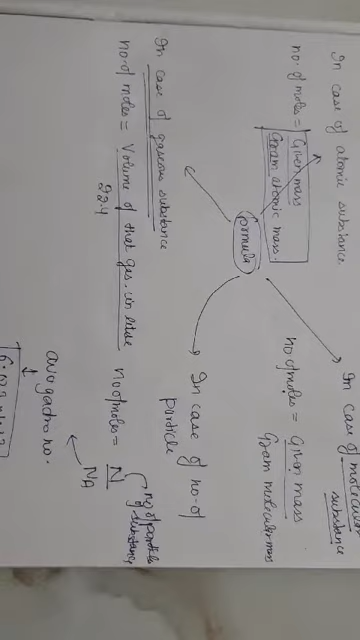 In case of atomic substance
no. of moles = Given mass
Gram atomic mass
In case of molecular
substance
no of moles = Given mass
Gram molecular mass
formula
In case of gaseous substance
no. of moles = Volume of that gas in litre
22.4
In case of no. of
particle
no of moles = N
NA
no of particle
of substance
avogadro no.